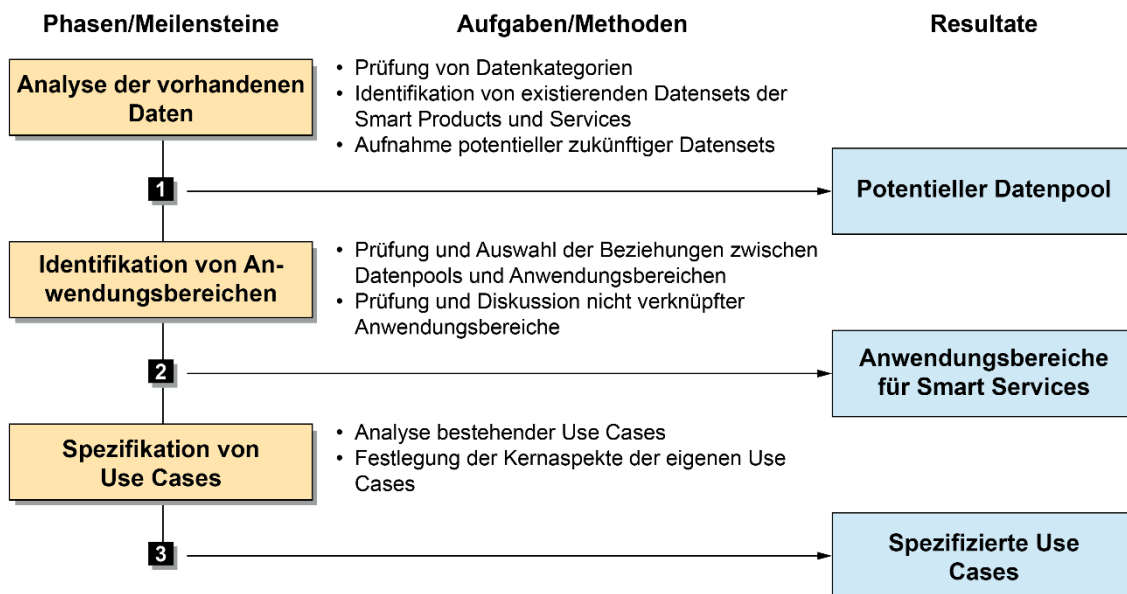 Phasen/Meilensteine
Aufgaben/Methoden
Resultate
Analyse der vorhandenen
Daten
• Prüfung von Datenkategorien
• Identifikation von existierenden Datensets der
Smart Products und Services
• Aufnahme potentieller zukünftiger Datensets
1
Potentieller Datenpool
Identifikation von An-
wendungsbereichen
• Prüfung und Auswahl der Beziehungen zwischen
Datenpools und Anwendungsbereichen
• Prüfung und Diskussion nicht verknüpfter
Anwendungsbereiche
2
Anwendungsbereiche
für Smart Services
Spezifikation von
Use Cases
• Analyse bestehender Use Cases
• Festlegung der Kernaspekte der eigenen Use
Cases
3
Spezifizierte Use
Cases